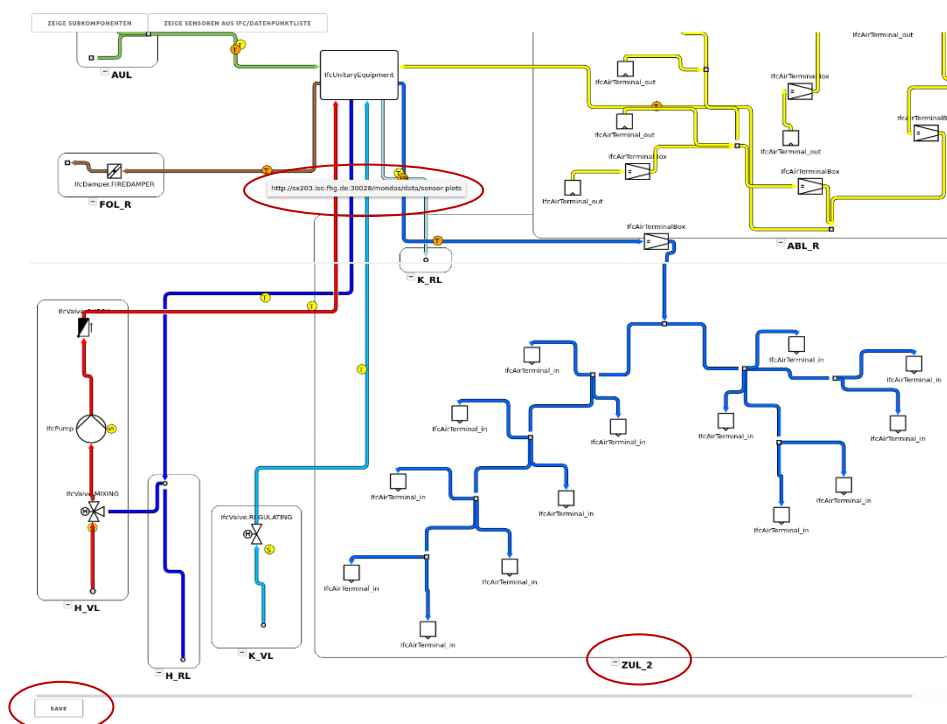 ZEIGE SUBKOMPONENTEN
ZEIGE SENSOREN AUS IFC/DATENPUNKTLISTE
IfcAirTerminal_out
AUL
T
T
IfcUnitaryEquipment
IfcAirTerminal_out
IfcAirTerminalBox
T
IfcAirTerminal_out
IfcAirTerminal_out
IfcAirTerminalBox
IfcAirTerminalBox
IfcAirTerminalBox
IfcAirTerminal_out
IfcDamper.FIREDAMPER
FOL_R
T
http://sx203.ise.fhg.de:30028/mondas/data/sensor-plots
T
IfcAirTerminalBox
ABL_R
K_RL
T
T
IfcPump
S
T
IfcAirTerminal_in
IfcAirTerminal_in
IfcAirTerminal_in
IfcAirTerminal_in
IfcAirTerminal_in
IfcAirTerminal_in
IfcAirTerminal_in
IfcAirTerminal_in
IfcAirTerminal_in
IfcAirTerminal_in
IfcAirTerminal_in
IfcAirTerminal_in
IfcAirTerminal_in
IfcAirTerminal_in
IfcValve.MIXING
M
S
IfcValve.REGULATING
M
S
H_VL
H_RL
K_VL
ZUL_2
SAVE